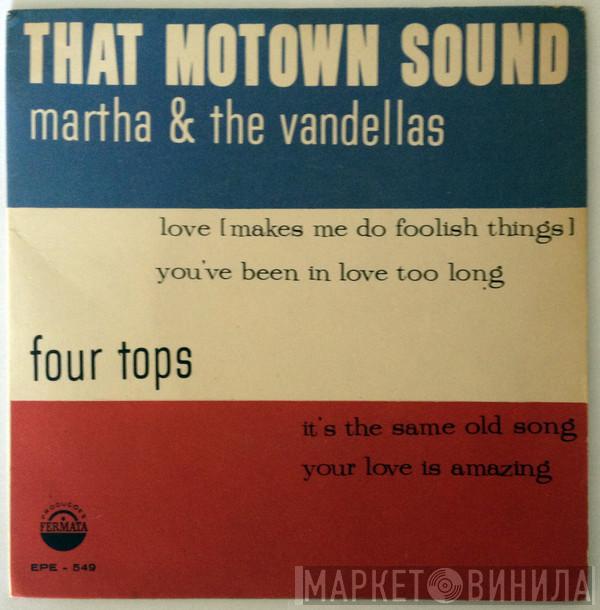 THAT MOTOWN SOUND
martha & the vandellas
love [makes me do foolish things]
you've been in love too long
four tops
it's the same old song
your love is amazing
PRODUÇÕES
FERMATA
EPE - 549
МАРКЕТ ВИНИЛА